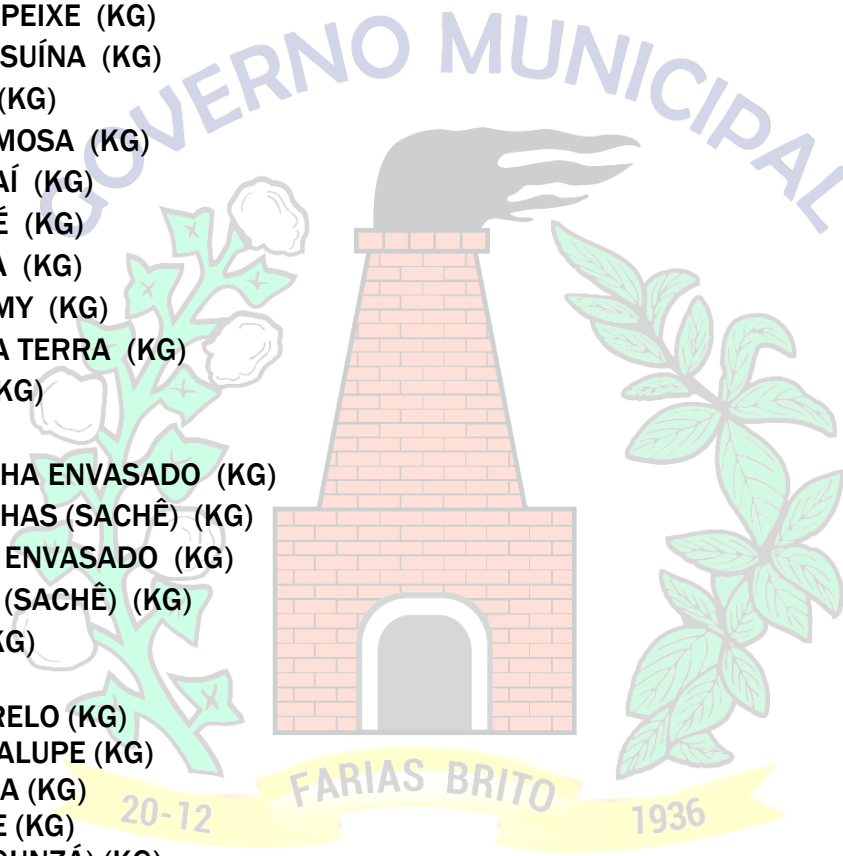 GOVERNO MUNICIPAL
PEIXE (KG)
SUÍNA (KG)
(KG)
MOSA (KG)
AÍ (KG)
É (KG)
A (KG)
MY (KG)
A TERRA (KG)
KG)
HA ENVASADO (KG)
HAS (SACHÊ) (KG)
ENVASADO (KG)
(SACHÊ) (KG)
KG)
RELO (KG)
ALUPE (KG)
A (KG)
E (KG)
GUNZÁ) (KG)
FARIAS BRITO
20-12
1936